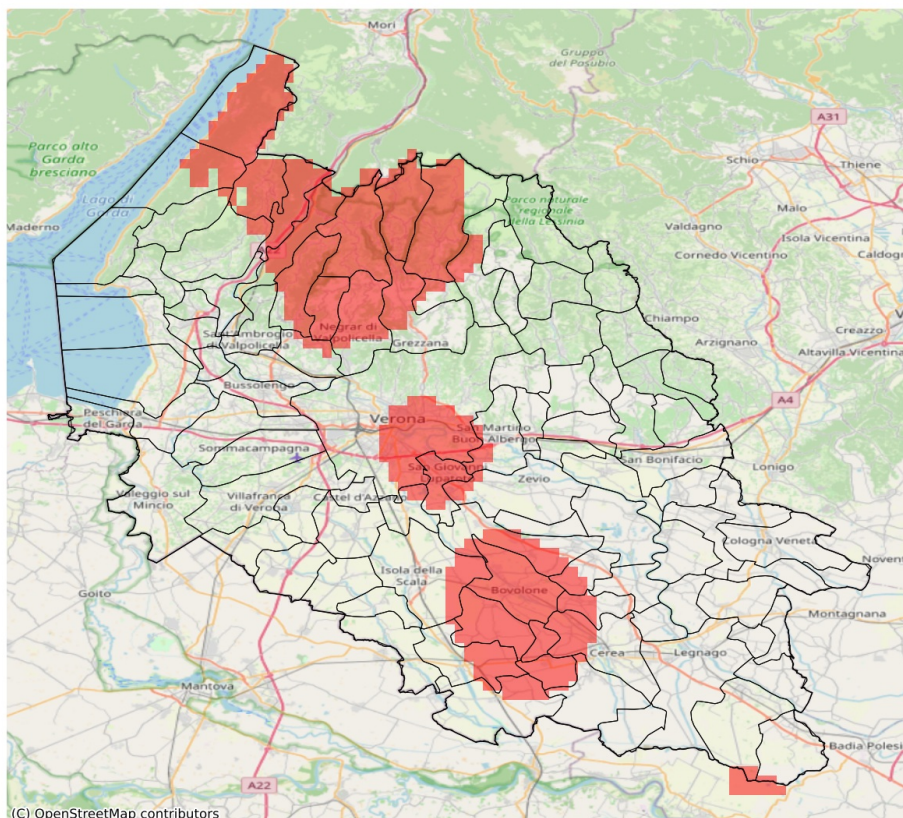 Mori
Gruppo
del Pasubio
A31
Parco alto
Garda
bresciano
Schio
Thiene
Lago di
Garda
Parco naturale
regionale
della Lessinia
Malo
Maderno
Valdagno
Isola Vicentina
Cornedo Vicentino
Caldogn
Chiampo
Negrar di
Valpolicella
Sant'Ambrogio
di Valpolicella
Grezzana
Arzignano
Creazzo
Altavilla Vicentina
Bussolengo
A4
Peschiera
del Garda
Verona
San Martino
Buon Albergo
Sommacampagna
San Giovanni
Lupatoto
San Bonifacio
Lonigo
Zevio
Valeggio sul
Mincio
Villafranca
di Verona
Castel d'Azzano
Cologna Veneta
Novent
Isola della
Scala
Goito
Bovolone
Montagnana
Cerea
Legnago
Mantova
Badia Polesi
A22
(C) OpenStreetMap contributors